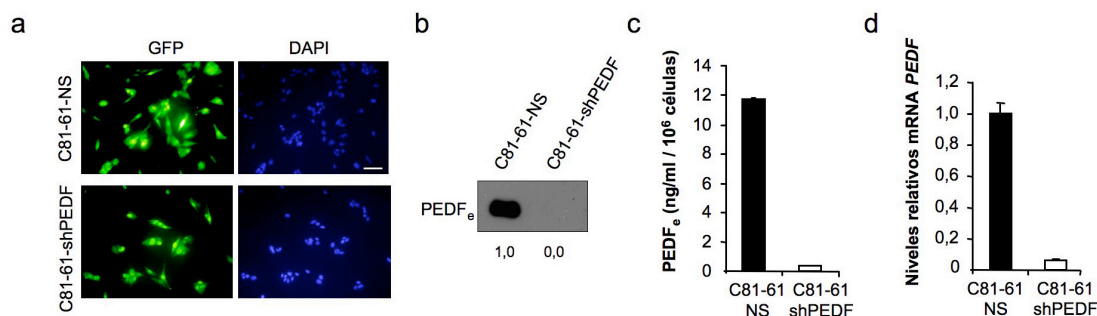 a
GFP
DAPI
C81-61-NS
C81-61-shPEDF
b
C81-61-NS
C81-61-shPEDF
PEDFe
1,0
0,0
c
PEDFe (ng/ml / 10⁶ células)
14
12
10
8
6
4
2
0
C81-61 C81-61
NS shPEDF
d
Niveles relativos mRNA PEDF
1,2
1,0
0,8
0,6
0,4
0,2
0
C81-61 C81-61
NS shPEDF